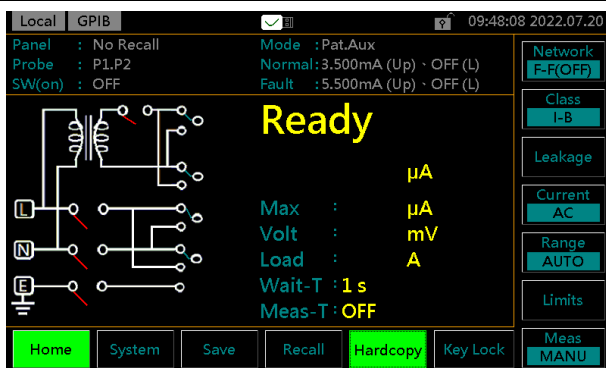 Local GPIB 09:48:08 2022.07.20
Panel : No Recall Mode :Pat.Aux
Probe : P1.P2 Normal:3.500mA (Up)、OFF(L)
SW(on) : OFF Fault :5.500mA (Up)、OFF(L)
Network
F-F(OFF)
Class
I-B
Leakage
Current
AC
Range
AUTO
Limits
Meas
MANU
Ready
µA
Max : µA
Volt : mV
Load : A
Wait-T : 1 s
Meas-T : OFF
L
N
E
Home System Save Recall Hardcopy Key Lock